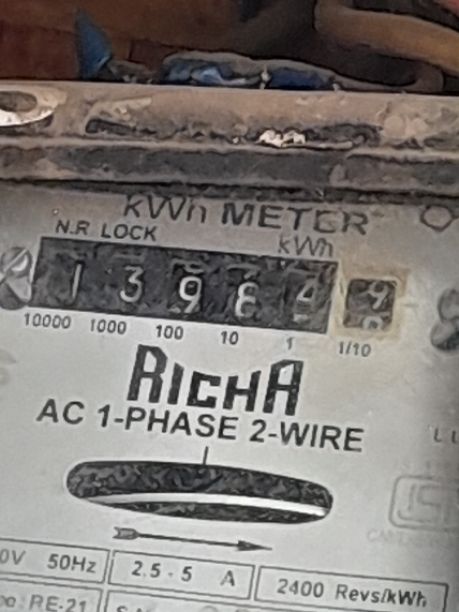 kWh METER
N.R LOCK
kWh
1 3 9 8 4 9
10000 1000 100 10 1 1/10
RICHA
AC 1-PHASE 2-WIRE
0V 50Hz
2.5 - 5 A
2400 Revs/kWh
RE-21